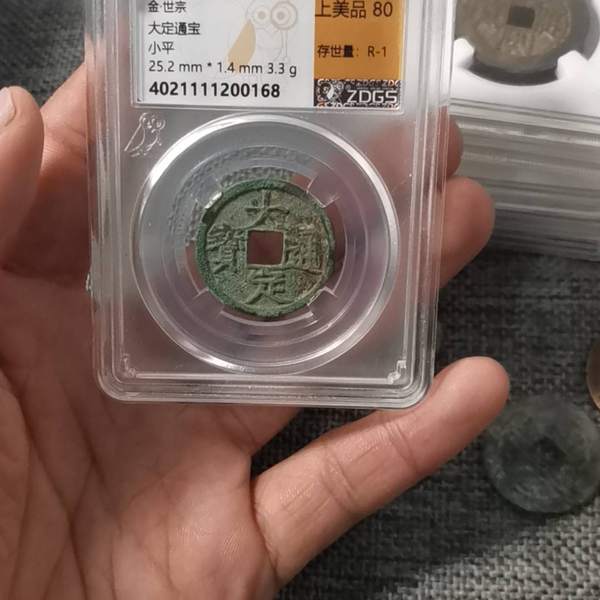 金·世宗
大定通宝
小平
25.2 mm * 1.4 mm 3.3 g
4021111200168
上美品 80
存世量：R-1
ZDGS
大定通寳